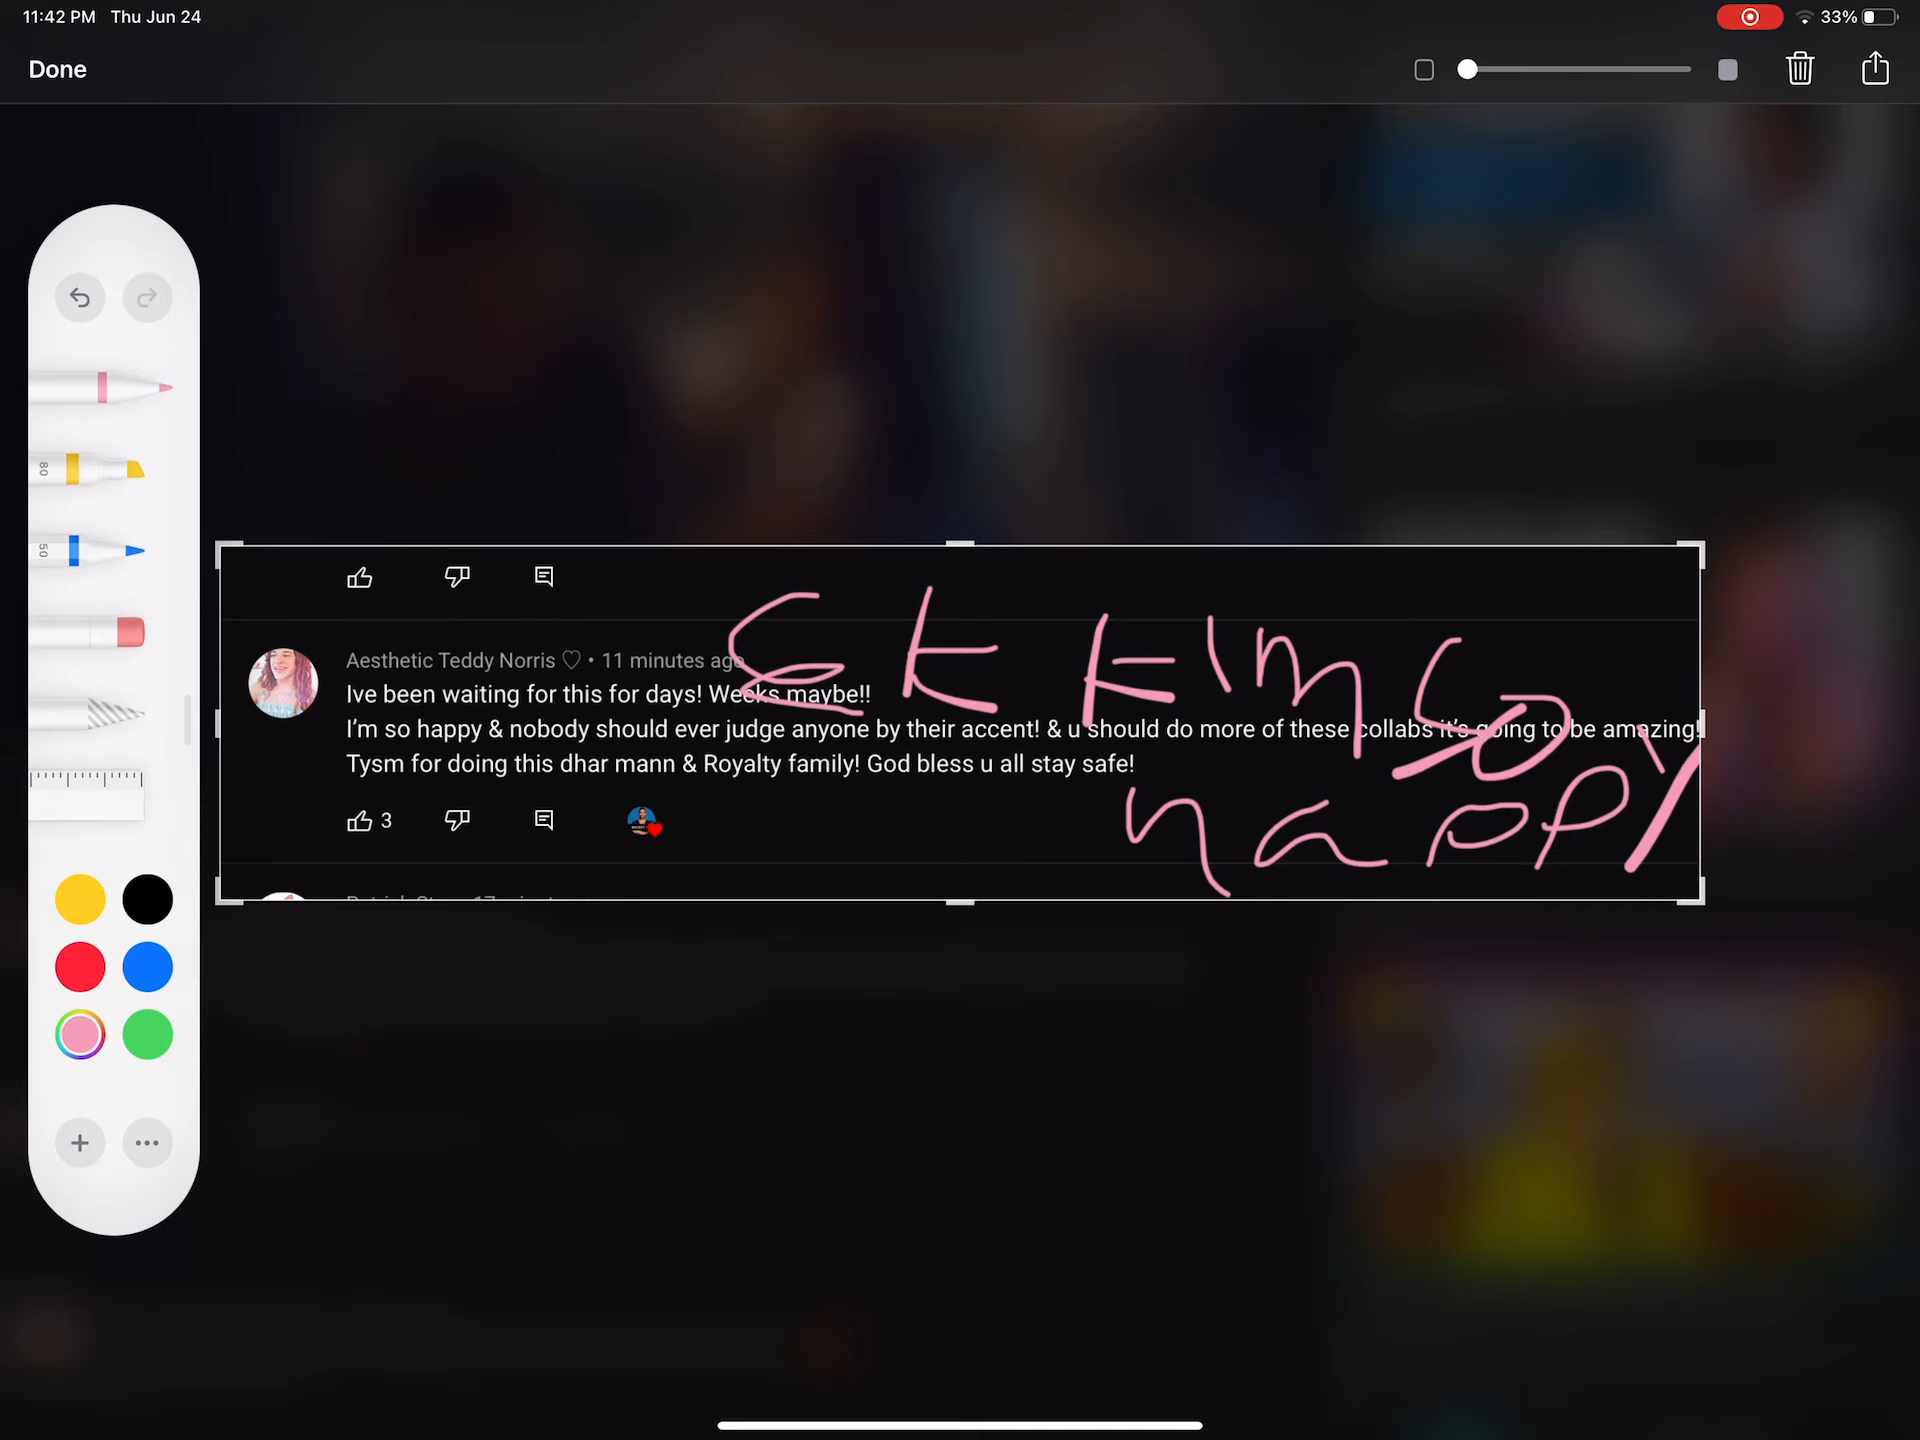 11:42 PM Thu Jun 24
33%
Done
80
50
Aesthetic Teddy Norris ♡ • 11 minutes ago
Ive been waiting for this for days! Weeks maybe!!
I'm so happy & nobody should ever judge anyone by their accent! & u should do more of these collabs it's going to be amazing!
Tysm for doing this dhar mann & Royalty family! God bless u all stay safe!
3
im so
happy